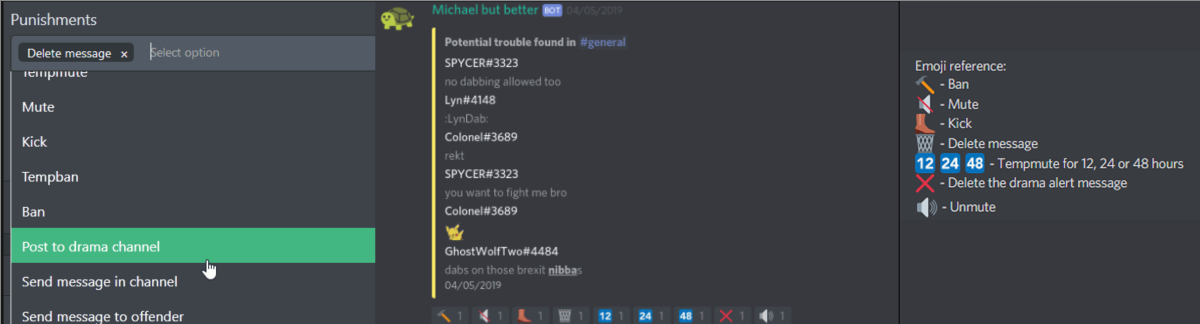 Punishments
Delete message x
Select option
Tempmute
Mute
Kick
Tempban
Ban
Post to drama channel
Send message in channel
Send message to offender
Michael but better BOT 04/05/2019
Potential trouble found in #general
SPYCER#3323
no dabbing allowed too
Lyn#4148
:LynDab:
Colonel#3689
rekt
SPYCER#3323
you want to fight me bro
Colonel#3689
GhostWolfTwo#4484
dabs on those brexit nibbas
04/05/2019
1 1 1 1 12 1 24 1 48 1 1 1
Emoji reference:
- Ban
- Mute
- Kick
- Delete message
12 24 48 - Tempmute for 12, 24 or 48 hours
- Delete the drama alert message
- Unmute